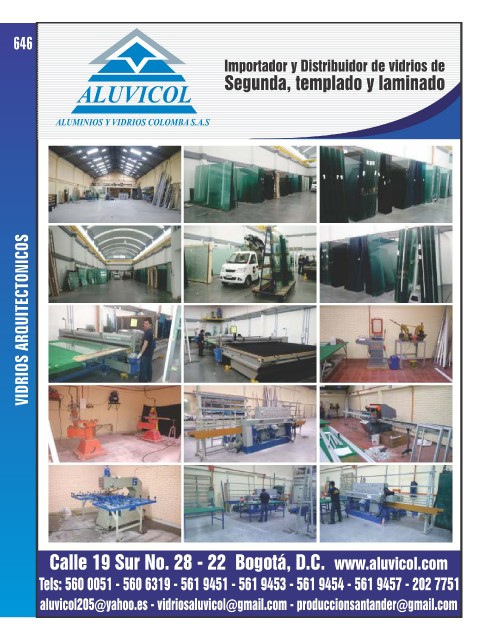 646
VIDRIOS ARQUITECTONICOS
ALUVICOL
ALUMINIOS Y VIDRIOS COLOMBA S.A.S
Importador y Distribuidor de vidrios de
Segunda, templado y laminado
Calle 19 Sur No. 28 - 22 Bogotá, D.C. www.aluvicol.com
Tels: 560 0051 - 560 6319 - 561 9451 - 561 9453 - 561 9454 - 561 9457 - 202 7751
aluvicol205@yahoo.es - vidriosaluvicol@gmail.com - produccionsantander@gmail.com